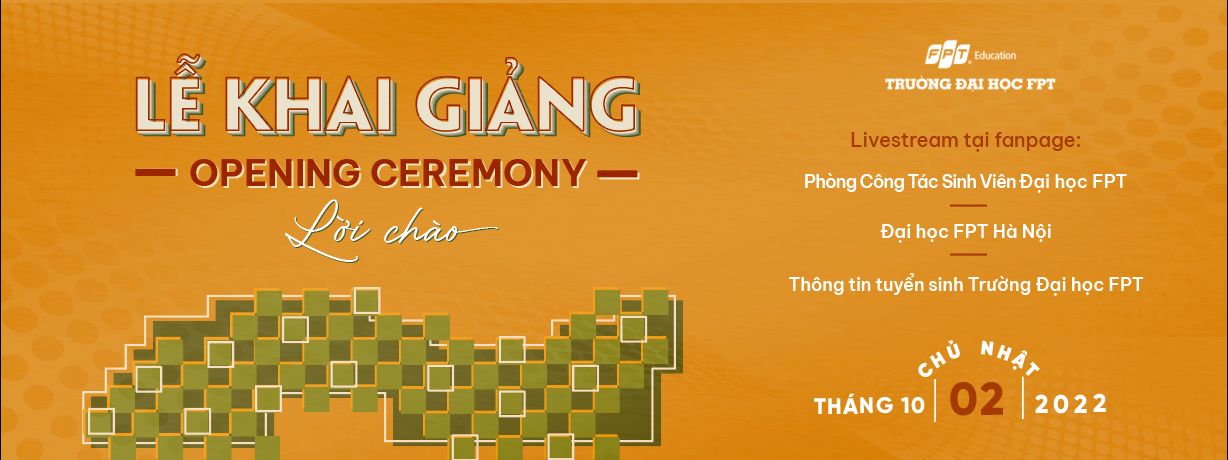 LỄ KHAI GIẢNG
OPENING CEREMONY
Lời chào
FPT Education
TRƯỜNG ĐẠI HỌC FPT
Livestream tại fanpage:
Phòng Công Tác Sinh Viên Đại học FPT
Đại học FPT Hà Nội
Thông tin tuyển sinh Trường Đại học FPT
CHỦ NHẬT
THÁNG 10 02 2022